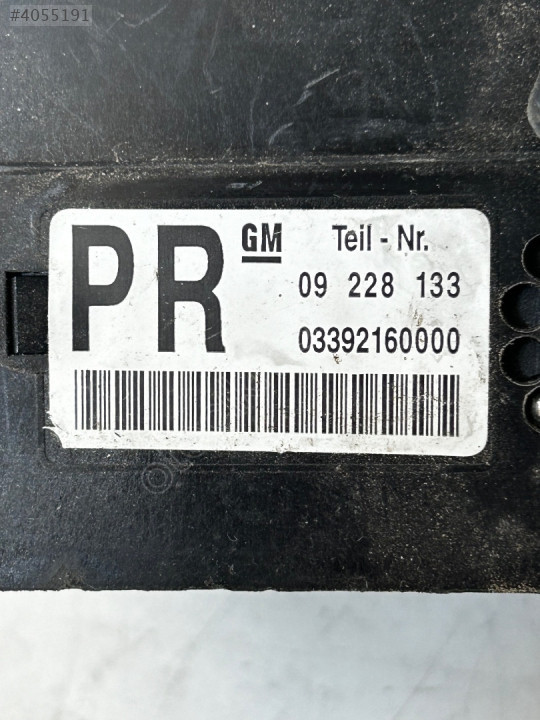 #4055191
PR GM Teil - Nr.
09 228 133
03392160000